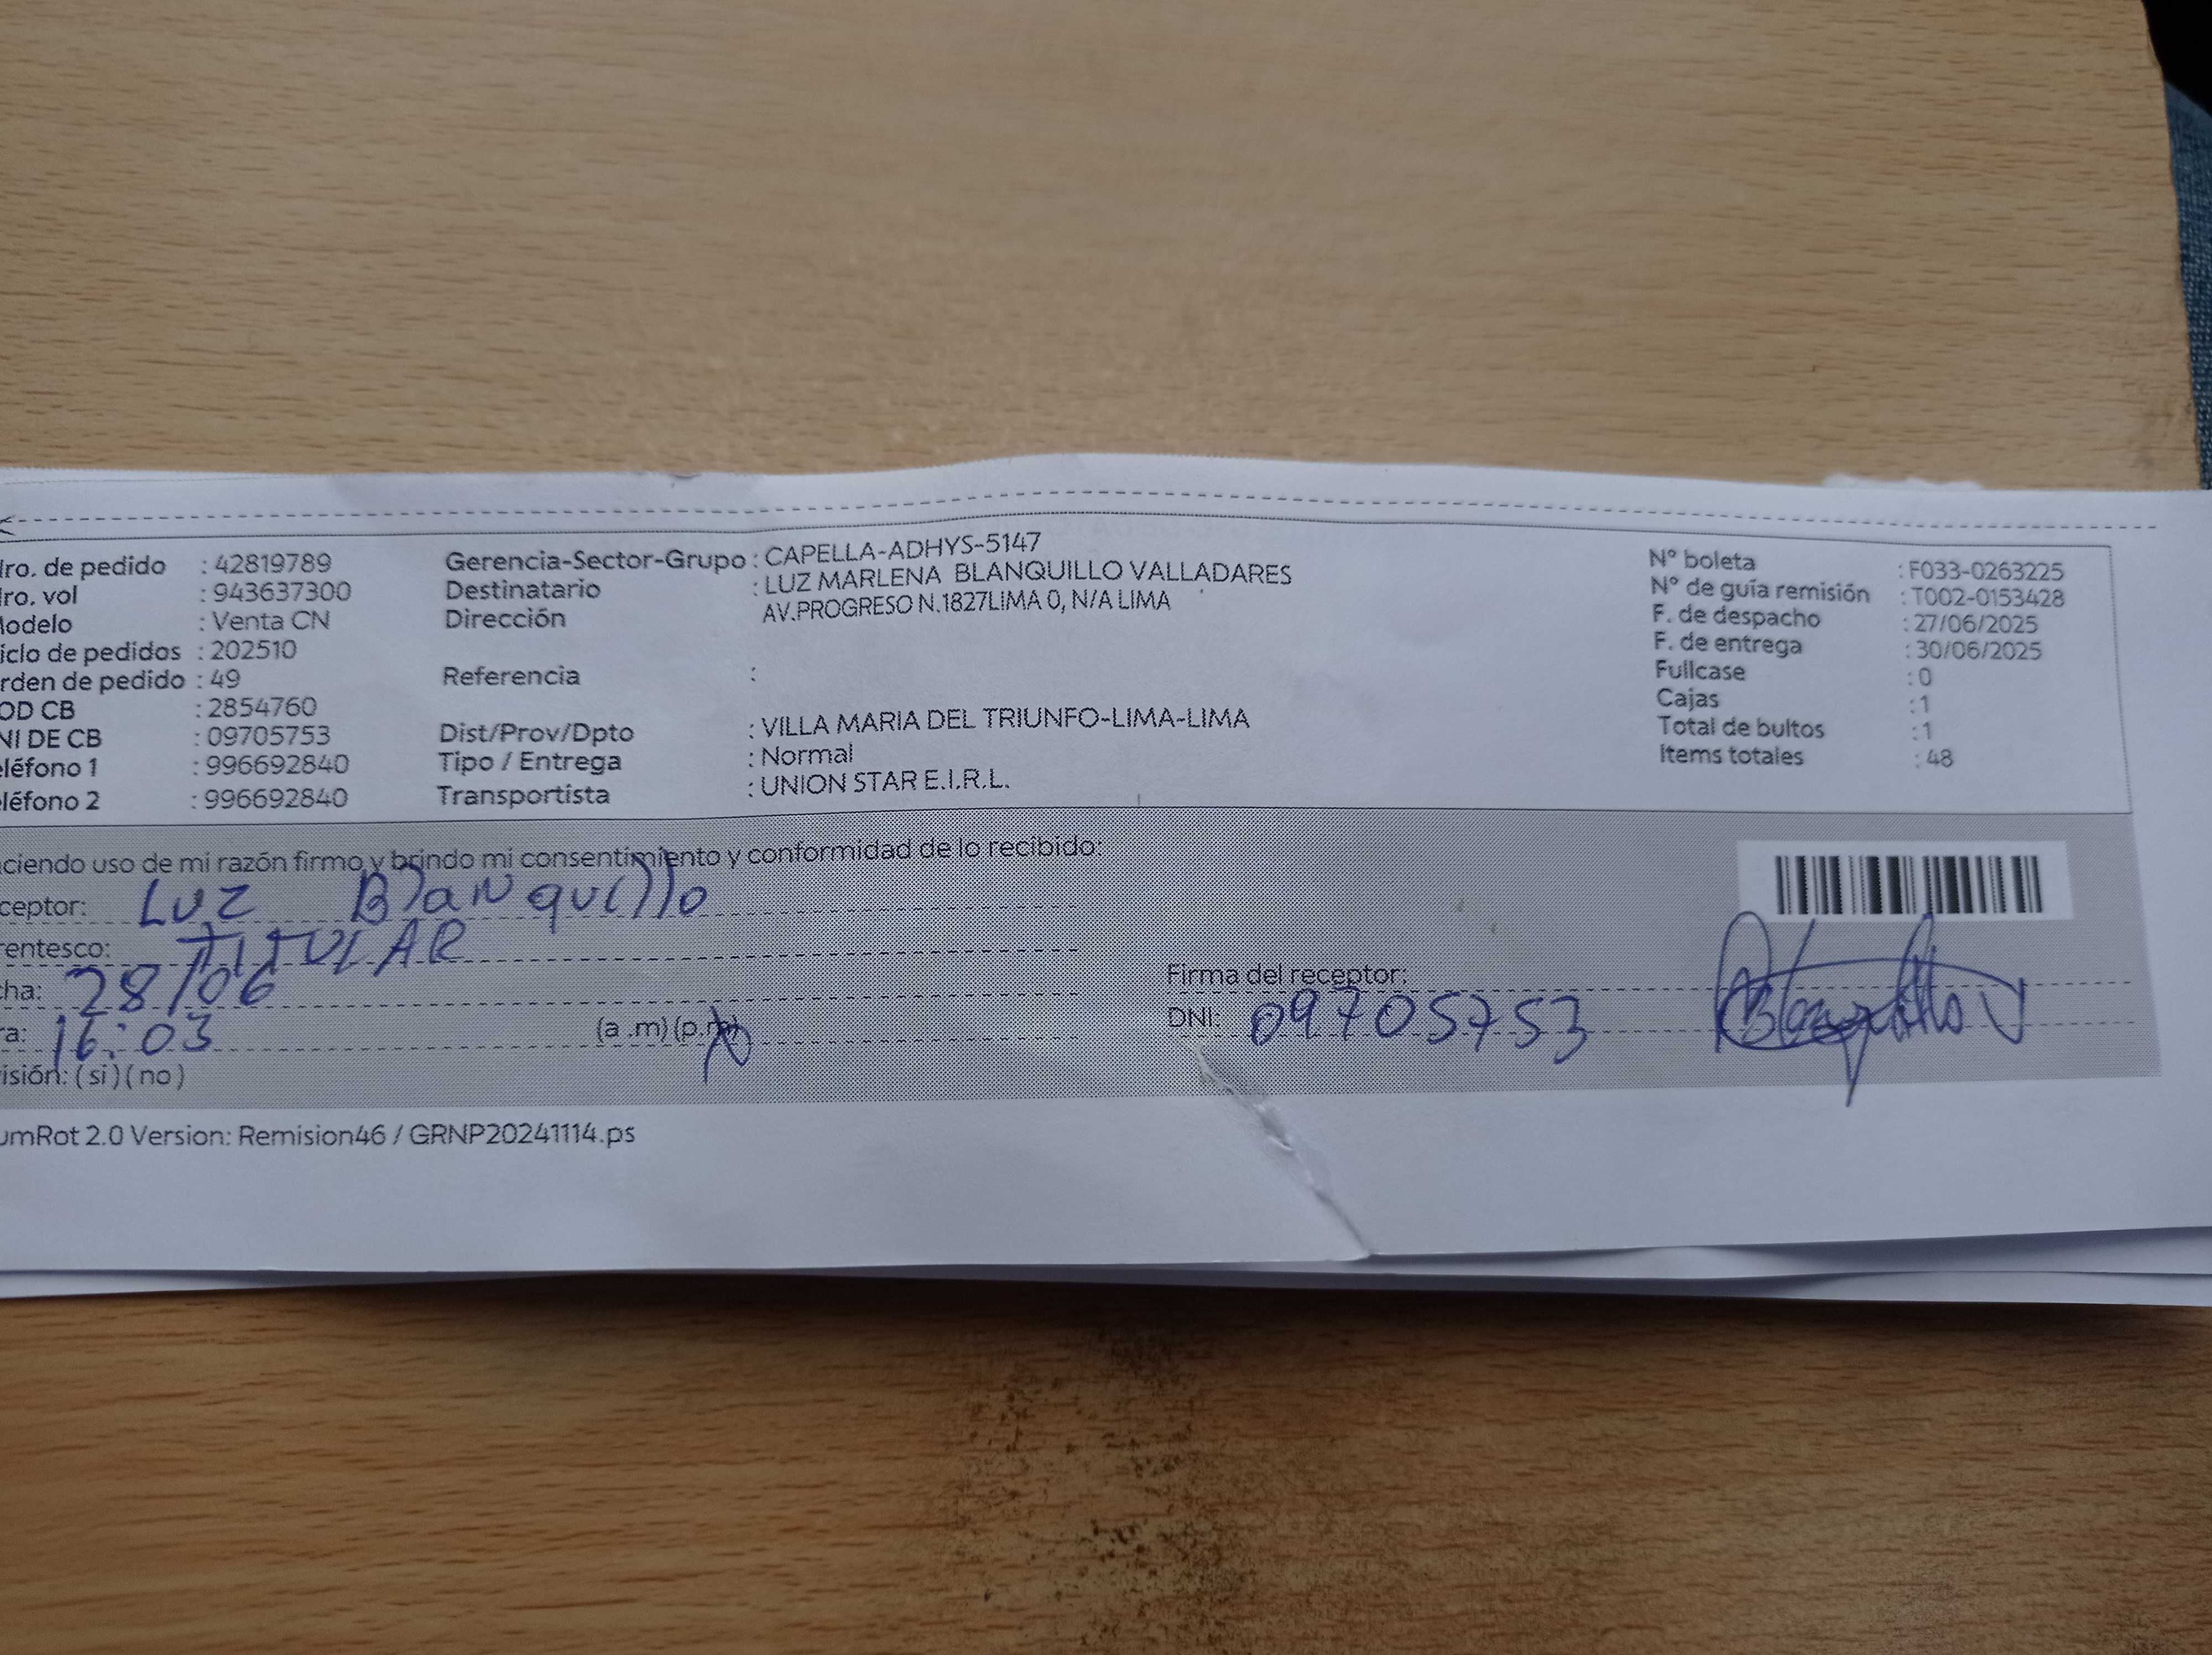 ro. de pedido : 42819789
ro. vol : 943637300
odelo : Venta CN
iclo de pedidos : 202510
rden de pedido : 49
OD CB : 2854760
NI DE CB : 09705753
eléfono 1 : 996692840
eléfono 2 : 996692840
Gerencia-Sector-Grupo : CAPELLA-ADHYS-5147
Destinatario : LUZ MARLENA BLANQUILLO VALLADARES
Dirección AV.PROGRESO N.1827LIMA 0, N/A LIMA
Referencia :
Dist/Prov/Dpto : VILLA MARIA DEL TRIUNFO-LIMA-LIMA
Tipo / Entrega : Normal
Transportista : UNION STAR E.I.R.L.
N° boleta : F033-0263225
N° de guía remisión : T002-0153428
F. de despacho : 27/06/2025
F. de entrega : 30/06/2025
Fullcase : 0
Cajas : 1
Total de bultos : 1
Items totales : 48
ciendo uso de mi razón firmo y brindo mi consentimiento y conformidad de lo recibido:
ceptor: Luz Blanquillo
rentesco: TITULAR
ha: 28/06
a: 16:03 (a .m) (p.m)
isión: ( si ) ( no )
Firma del receptor:
DNI: 09705753
umRot 2.0 Version: Remision46 / GRNP20241114.ps